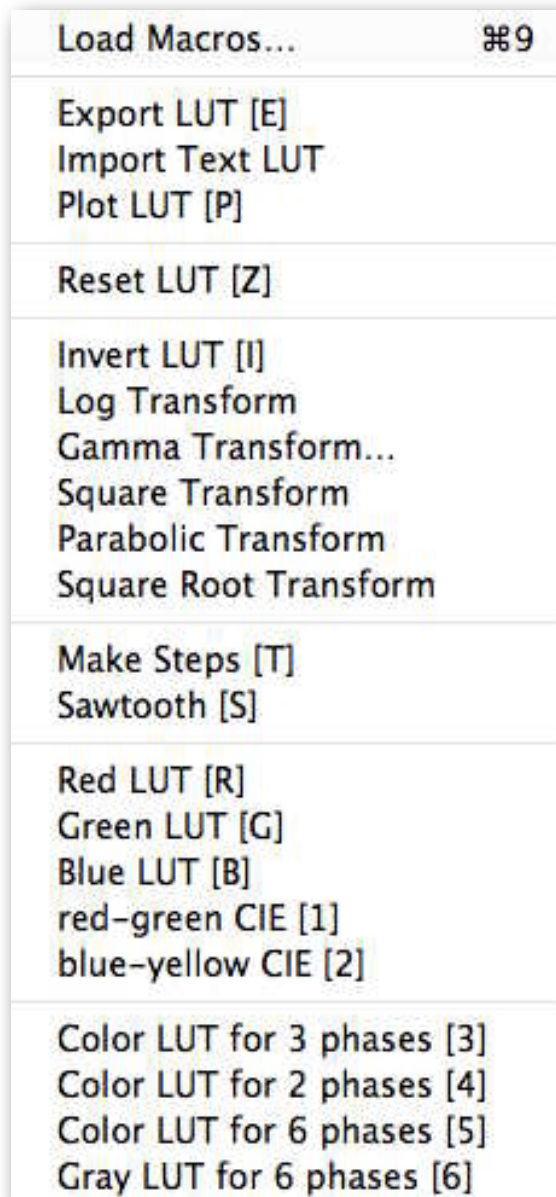 Load Macros... ⌘9
Export LUT [E]
Import Text LUT
Plot LUT [P]
Reset LUT [Z]
Invert LUT [I]
Log Transform
Gamma Transform...
Square Transform
Parabolic Transform
Square Root Transform
Make Steps [T]
Sawtooth [S]
Red LUT [R]
Green LUT [G]
Blue LUT [B]
red-green CIE [1]
blue-yellow CIE [2]
Color LUT for 3 phases [3]
Color LUT for 2 phases [4]
Color LUT for 6 phases [5]
Gray LUT for 6 phases [6]